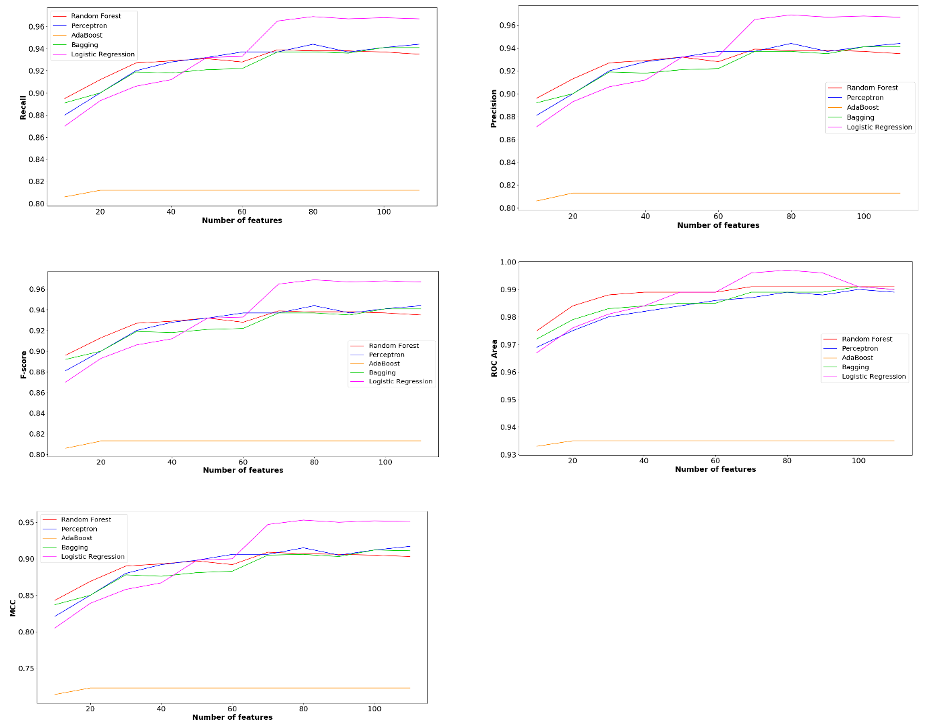 Recall
0.96
0.94
0.92
0.90
0.88
0.86
0.84
0.82
0.80
Random Forest
Perceptron
AdaBoost
Bagging
Logistic Regression
20 40 60 80 100
Number of features
Precision
0.96
0.94
0.92
0.90
0.88
0.86
0.84
0.82
0.80
Random Forest
Perceptron
AdaBoost
Bagging
Logistic Regression
20 40 60 80 100
Number of features
F-score
0.96
0.94
0.92
0.90
0.88
0.86
0.84
0.82
0.80
Random Forest
Perceptron
AdaBoost
Bagging
Logistic Regression
20 40 60 80 100
Number of features
ROC Area
1.00
0.99
0.98
0.97
0.96
0.95
0.94
0.93
Random Forest
Perceptron
AdaBoost
Bagging
Logistic Regression
20 40 60 80 100
Number of features
MCC
0.95
0.90
0.85
0.80
0.75
Random Forest
Perceptron
AdaBoost
Bagging
Logistic Regression
20 40 60 80 100
Number of features